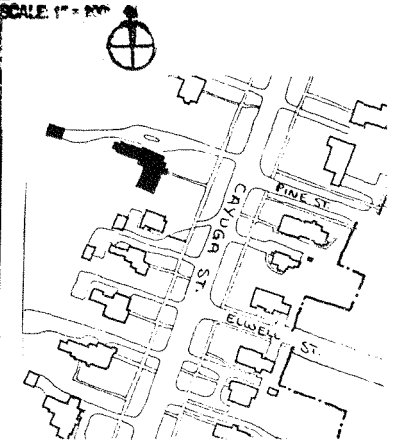 SCALE: 1" = 200'
N
PINE ST.
CAYUGA ST.
ELWELL ST.